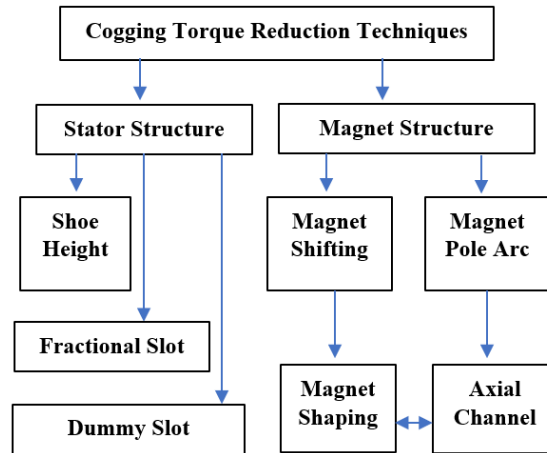 Cogging Torque Reduction Techniques
Stator Structure
Magnet Structure
Shoe
Height
Magnet
Shifting
Magnet
Pole Arc
Fractional Slot
Magnet
Shaping
Axial
Channel
Dummy Slot